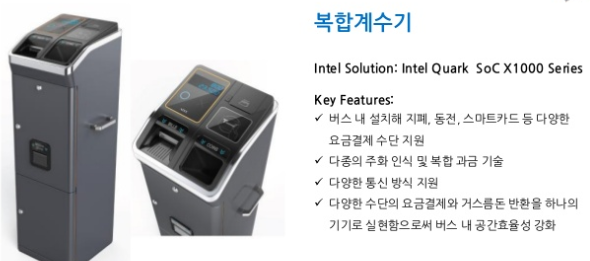 복합계수기
Intel Solution: Intel Quark SoC X1000 Series
Key Features:
✓ 버스 내 설치해 지폐, 동전, 스마트카드 등 다양한
요금결제 수단 지원
✓ 다종의 주화 인식 및 복합 과금 기술
✓ 다양한 통신 방식 지원
✓ 다양한 수단의 요금결제와 거스름돈 반환을 하나의
기기로 실현함으로써 버스 내 공간효율성 강화